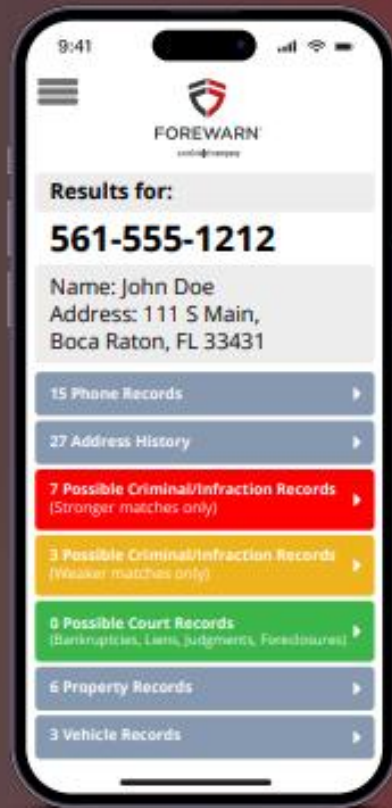 9:41
FOREWARN
Results for:
561-555-1212
Name: John Doe
Address: 111 S Main,
Boca Raton, FL 33431
15 Phone Records
27 Address History
7 Possible Criminal/Infraction Records
(Stronger matches only)
3 Possible Criminal/Infraction Records
(Weaker matches only)
0 Possible Court Records
(Bankruptcies, Liens, Judgments, Foreclosures)
6 Property Records
3 Vehicle Records